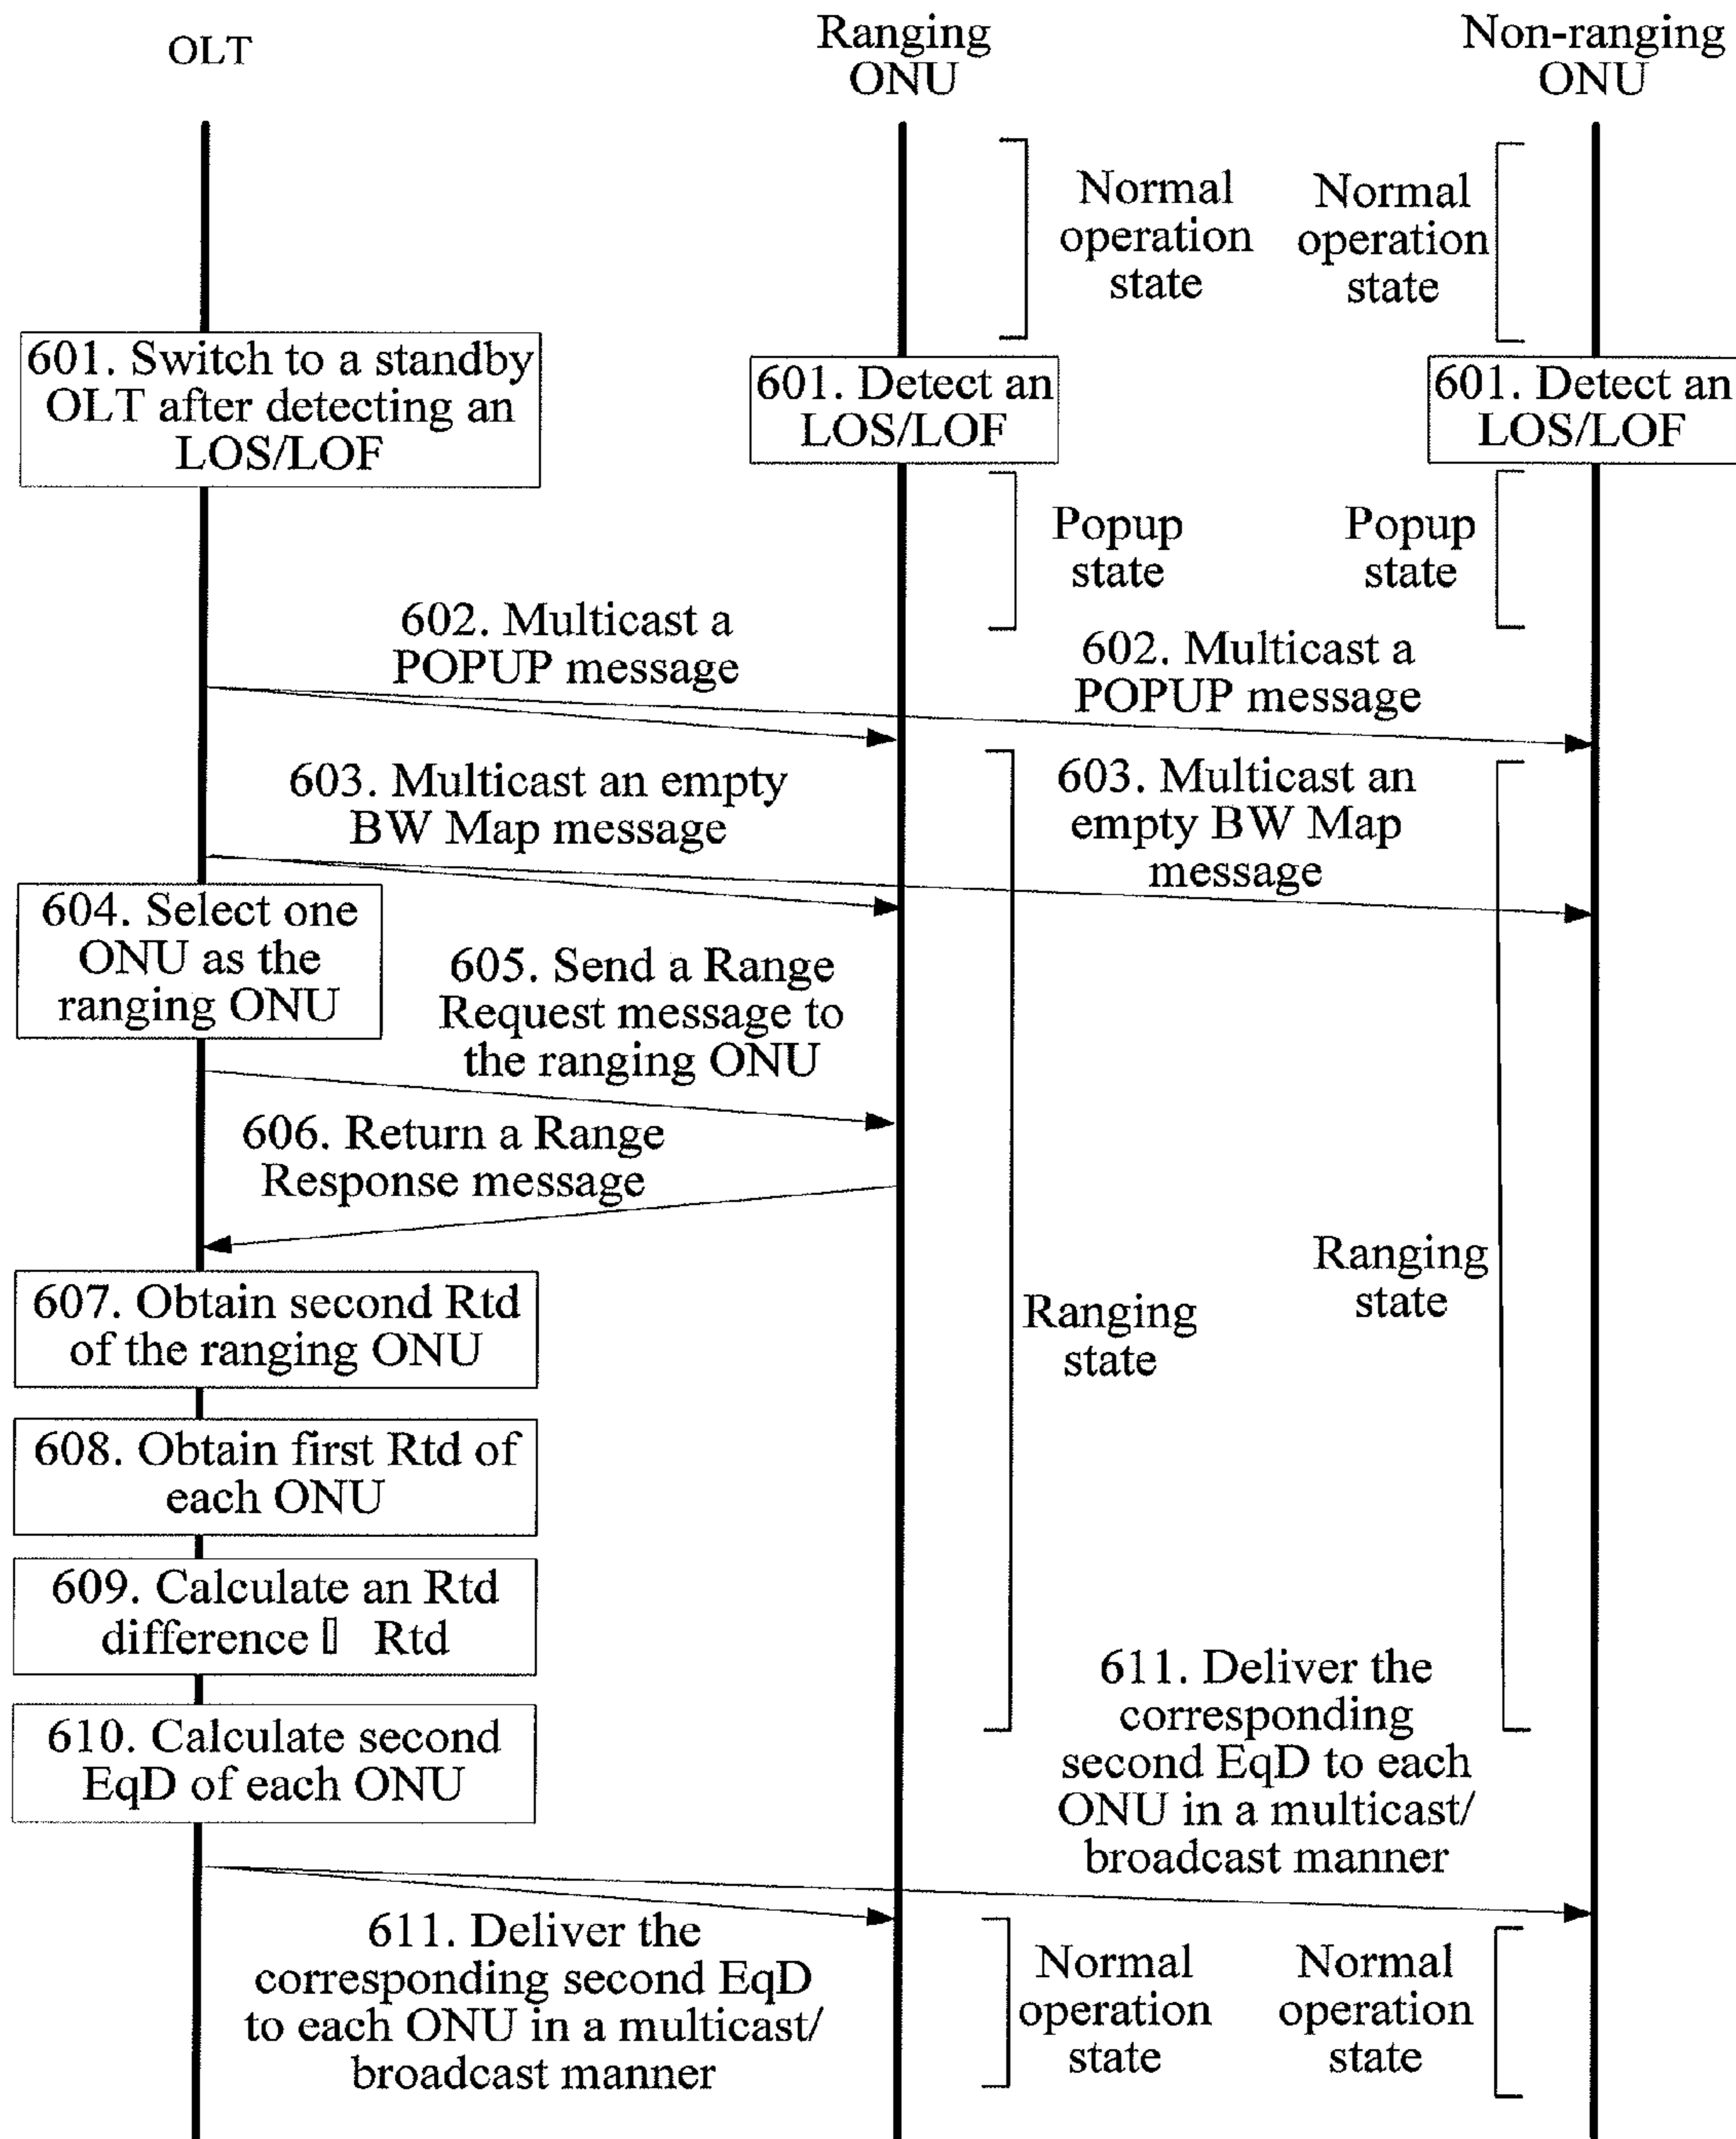 OLT
Ranging
ONU
Non-ranging
ONU
Normal
operation
state
Normal
operation
state
601. Switch to a standby
OLT after detecting an
LOS/LOF
601. Detect an
LOS/LOF
601. Detect an
LOS/LOF
Popup
state
Popup
state
602. Multicast a
POPUP message
602. Multicast a
POPUP message
603. Multicast an empty
BW Map message
603. Multicast an
empty BW Map
message
604. Select one
ONU as the
ranging ONU
605. Send a Range
Request message to
the ranging ONU
606. Return a Range
Response message
Ranging
state
Ranging
state
607. Obtain second Rtd
of the ranging ONU
608. Obtain first Rtd of
each ONU
609. Calculate an Rtd
difference ▯ Rtd
610. Calculate second
EqD of each ONU
611. Deliver the
corresponding
second EqD to each
ONU in a multicast/
broadcast manner
611. Deliver the
corresponding second EqD
to each ONU in a multicast/
broadcast manner
Normal
operation
state
Normal
operation
state